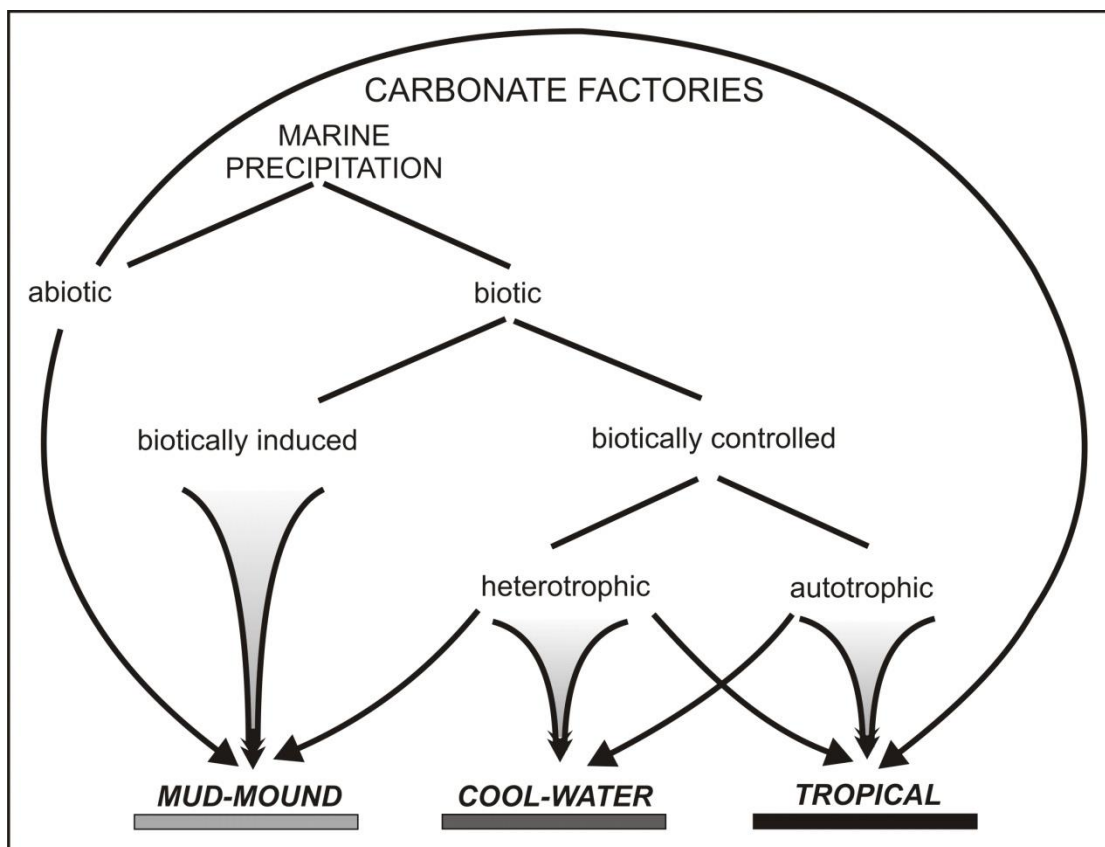 CARBONATE FACTORIES
MARINE
PRECIPITATION
abiotic
biotic
biotically induced
biotically controlled
heterotrophic
autotrophic
MUD-MOUND
COOL-WATER
TROPICAL